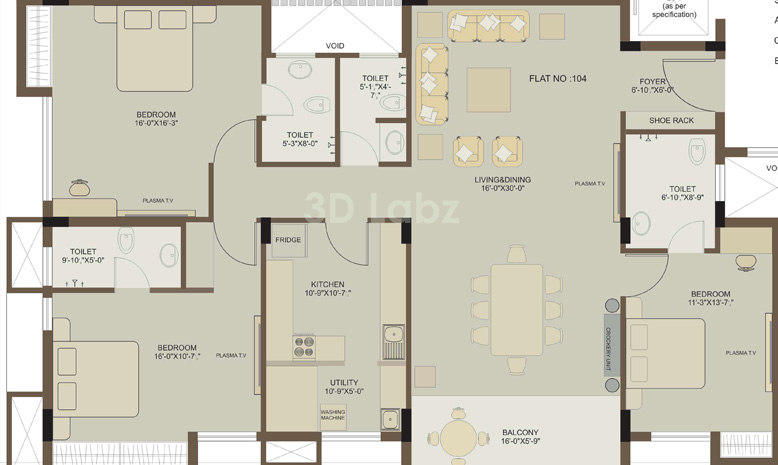 (as per
specification)
S
A
C
E
VOID
FLAT NO :104
TOILET
5'-1;"X4'-
7;"
FOYER
6'-10;"X6'-0"
BEDROOM
16'-0"X16'-3"
SHOE RACK
TOILET
5'-3"X8'-0"
VO
LIVING&DINING
16'-0"X30'-0"
PLASMA T.V
TOILET
6'-10;"X8'-9"
PLASMA T.V
3D Labz
FRIDGE
TOILET
9'-10;"X5'-0"
KITCHEN
10'-9"X10'-7;"
BEDROOM
11'-3"X13'-7;"
BEDROOM
16'-0"X10'-7;"
CROCKERY UNIT
PLASMA T.V
PLASMA T.V
UTILITY
10'-9"X5'-0"
WASHING
MACHINE
BALCONY
16'-0"X5'-9"